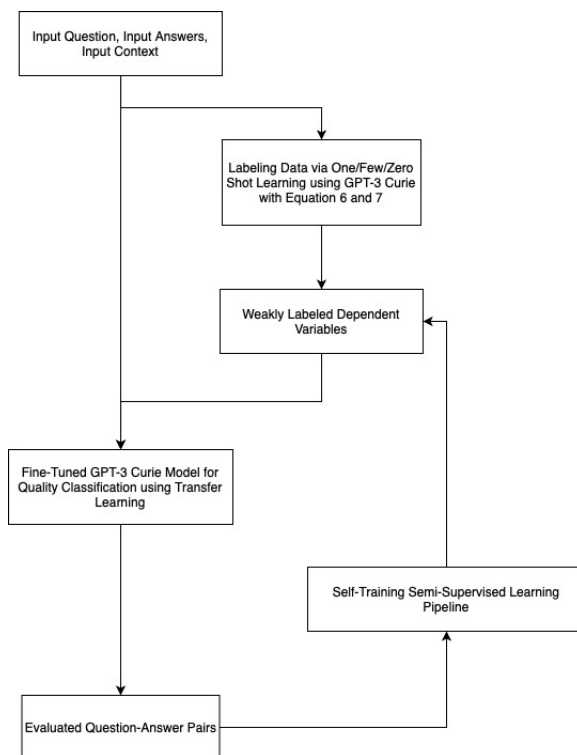 Input Question, Input Answers,
Input Context
Labeling Data via One/Few/Zero
Shot Learning using GPT-3 Curie
with Equation 6 and 7
Weakly Labeled Dependent
Variables
Fine-Tuned GPT-3 Curie Model for
Quality Classification using Transfer
Learning
Self-Training Semi-Supervised Learning
Pipeline
Evaluated Question-Answer Pairs